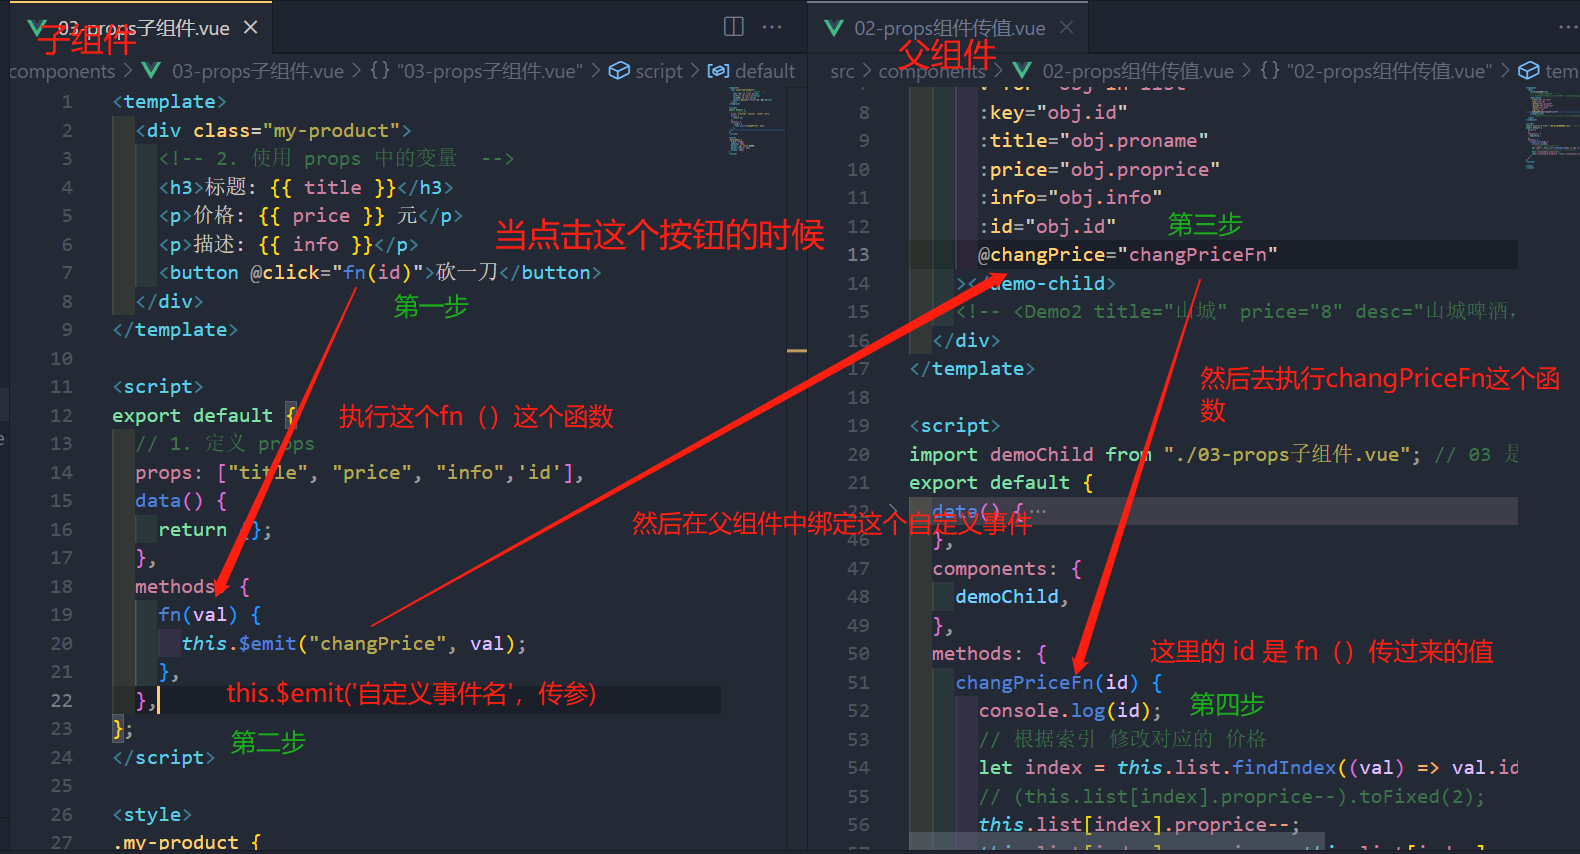 03-props子组件.vue
子组件
components > 03-props子组件.vue > {} "03-props子组件.vue" > script > default
1 <template>
2 <div class="my-product">
3 <!-- 2. 使用 props 中的变量 -->
4 <h3>标题: {{ title }}</h3>
5 <p>价格: {{ price }} 元</p>
6 <p>描述: {{ info }}</p>
当点击这个按钮的时候
7 <button @click="fn(id)">砍一刀</button>
8 </div>
第一步
9 </template>
10
11 <script>
12 export default {
执行这个fn（）这个函数
13 // 1. 定义 props
14 props: ["title", "price", "info",'id'],
15 data() {
16 return {};
然后在父组件中绑定这个自定义事件
17 },
18 methods: {
19 fn(val) {
20 this.$emit("changPrice", val);
21 },
22 },
this.$emit('自定义事件名'，传参)
23 };
第二步
24 </script>
25
26 <style>
27 .my-product {
02-props组件传值.vue
父组件
src > components > 02-props组件传值.vue > {} "02-props组件传值.vue" > tem
8 :key="obj.id"
9 :title="obj.proname"
10 :price="obj.proprice"
11 :info="obj.info"
12 :id="obj.id"
第三步
13 @changPrice="changPriceFn"
14 ></demo-child>
15 <!-- <Demo2 title="山城" price="8" desc="山城啤酒，
16 </div>
17 </template>
然后去执行changPriceFn这个函
数
18
19 <script>
20 import demoChild from "./03-props子组件.vue"; // 03 是
21 export default {
22 data() {…
46 },
47 components: {
48 demoChild,
49 },
50 methods: {
这里的 id 是 fn（）传过来的值
51 changPriceFn(id) {
52 console.log(id);
第四步
53 // 根据索引 修改对应的 价格
54 let index = this.list.findIndex((val) => val.id
55 // (this.list[index].proprice--).toFixed(2);
56 this.list[index].proprice--;